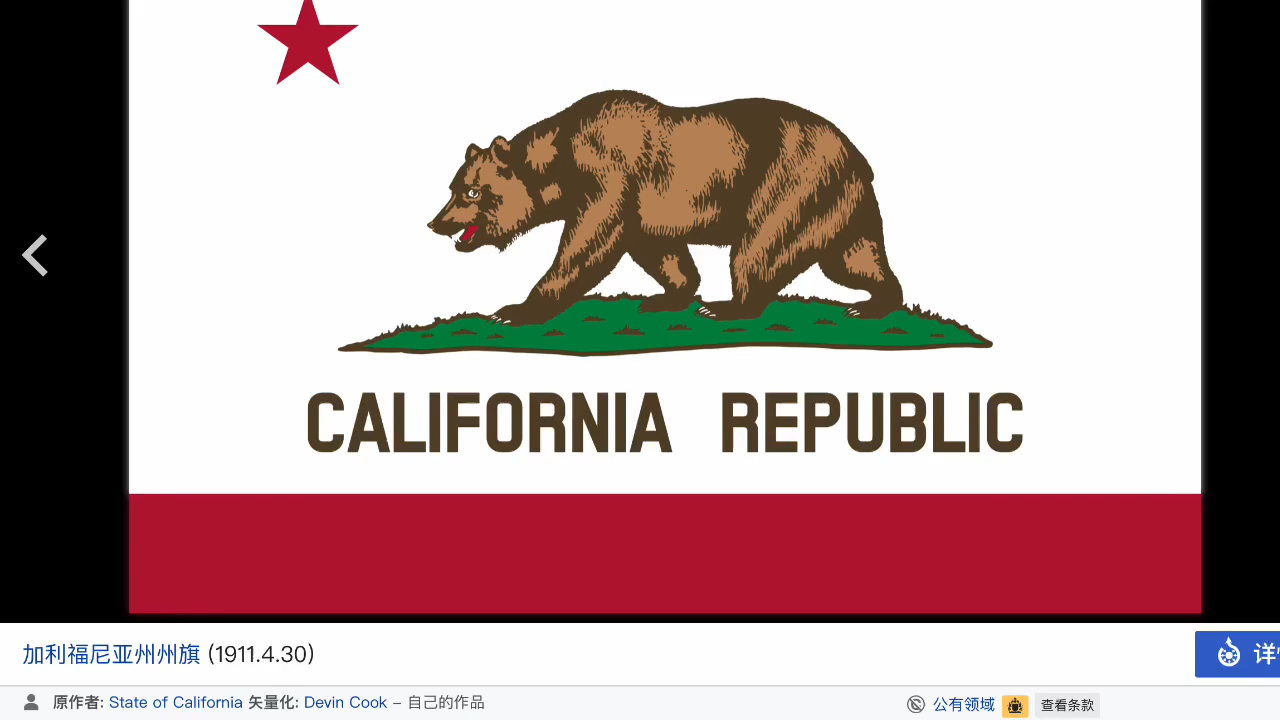 CALIFORNIA REPUBLIC
加利福尼亚州州旗 (1911.4.30)
原作者: State of California 矢量化: Devin Cook – 自己的作品
公有领域 查看条款
详